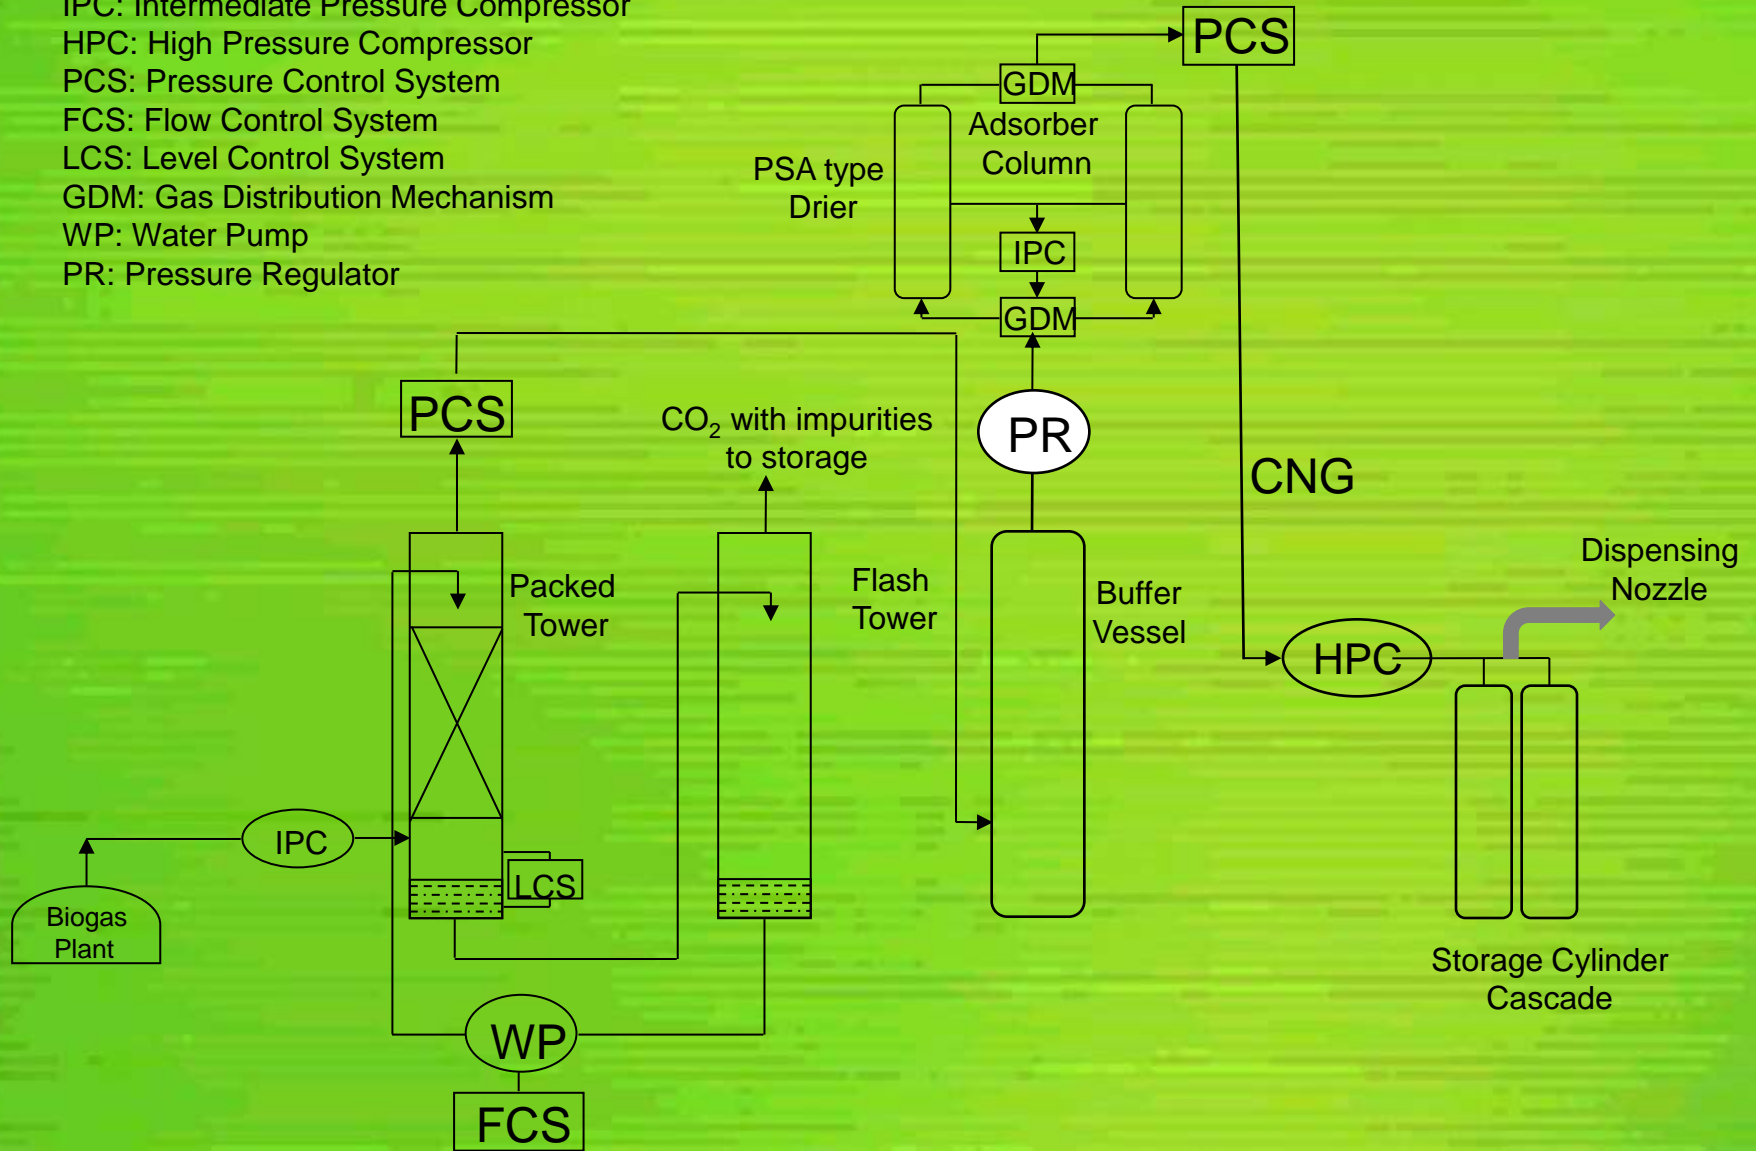 IPC: Intermediate Pressure Compressor
HPC: High Pressure Compressor
PCS: Pressure Control System
FCS: Flow Control System
LCS: Level Control System
GDM: Gas Distribution Mechanism
WP: Water Pump
PR: Pressure Regulator
PCS
GDM
Adsorber
Column
PSA type
Drier
IPC
GDM
PCS
CO₂ with impurities
to storage
PR
CNG
Packed
Tower
Flash
Tower
Buffer
Vessel
Dispensing
Nozzle
HPC
IPC
LCS
Biogas
Plant
Storage Cylinder
Cascade
WP
FCS